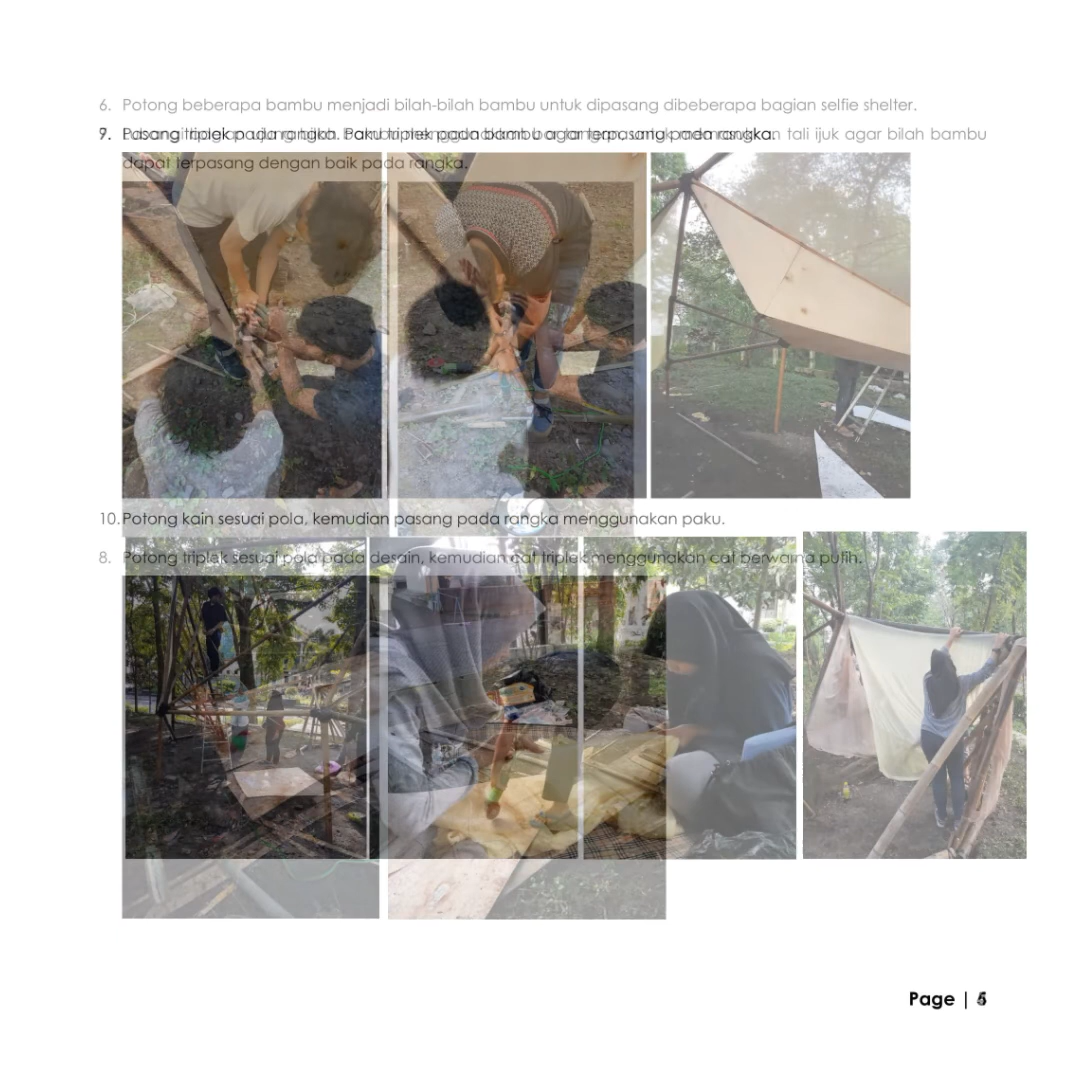 6. Potong beberapa bambu menjadi bilah-bilah bambu untuk dipasang dibeberapa bagian selfie shelter.
9. Pasang triplek pada rangka. Paku triplek pada bambu agar terpasang pada rangka.
7. tali ijuk agar bilah bambu
dapat terpasang dengan baik pada rangka.
10. Potong kain sesuai pola, kemudian pasang pada rangka menggunakan paku.
8. Potong triplek sesuai pola pada desain, kemudian cat triplek menggunakan cat berwarna putih.
Page |